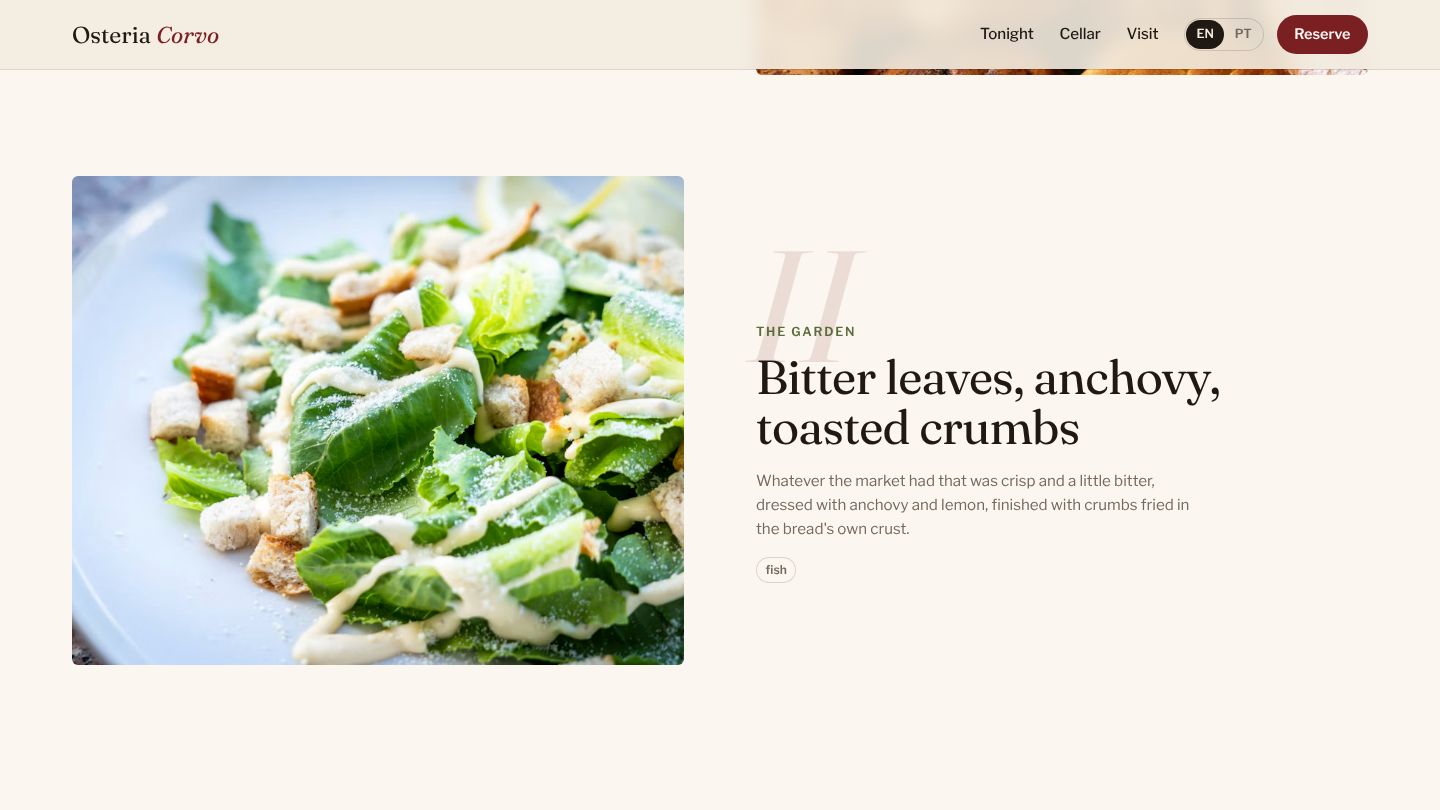 Osteria Corvo
Tonight
Cellar
Visit
EN
PT
Reserve
II
THE GARDEN
Bitter leaves, anchovy,
toasted crumbs
Whatever the market had that was crisp and a little bitter,
dressed with anchovy and lemon, finished with crumbs fried in
the bread's own crust.
fish